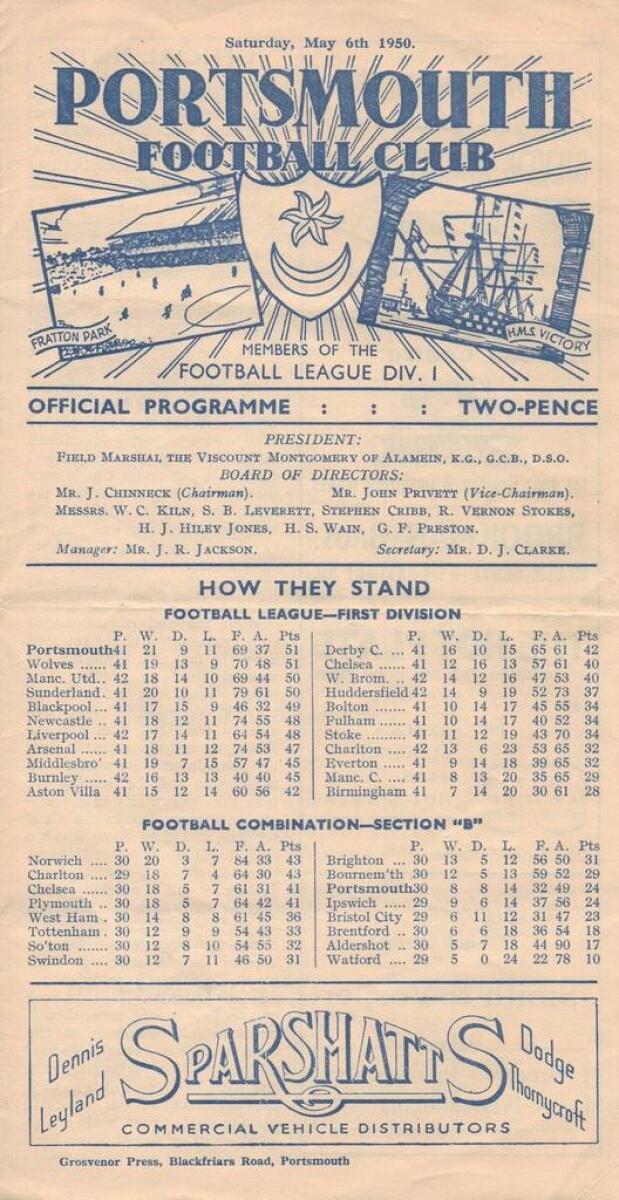 Saturday, May 6th 1950.
PORTSMOUTH
FOOTBALL CLUB
FRATTON PARK
H.M.S. VICTORY
MEMBERS OF THE
FOOTBALL LEAGUE DIV. I
OFFICIAL PROGRAMME : : : TWO-PENCE
PRESIDENT:
FIELD MARSHAL THE VISCOUNT MONTGOMERY OF ALAMEIN, K.G., G.C.B., D.S.O.
BOARD OF DIRECTORS:
MR. J. CHINNECK (Chairman). MR. JOHN PRIVETT (Vice-Chairman).
MESSRS. W. C. KILN, S. B. LEVERETT, STEPHEN CRIBB, R. VERNON STOKES,
H. J. HILEY JONES, H. S. WAIN, G. F. PRESTON.
Manager: MR. J. R. JACKSON. Secretary: MR. D. J. CLARKE.
HOW THEY STAND
FOOTBALL LEAGUE—FIRST DIVISION
P. W. D. L. F. A. Pts
Portsmouth 41 21 9 11 69 37 51
Wolves ...... 41 19 13 9 70 48 51
Manc. Utd.. 42 18 14 10 69 44 50
Sunderland. 41 20 10 11 79 61 50
Blackpool ... 41 17 15 9 46 32 49
Newcastle .. 41 18 12 11 74 55 48
Liverpool ... 42 17 14 11 64 54 48
Arsenal ...... 41 18 11 12 74 53 47
Middlesbro' 41 19 7 15 57 47 45
Burnley ..... 42 16 13 13 40 40 45
Aston Villa 41 15 12 14 60 56 42
P. W. D. L. F. A. Pts
Derby C. ... 41 16 10 15 65 61 42
Chelsea ...... 41 12 16 13 57 61 40
W. Brom. .. 42 14 12 16 47 53 40
Huddersfield 42 14 9 19 52 73 37
Bolton ....... 41 10 14 17 45 55 34
Fulham ...... 41 10 14 17 40 52 34
Stoke ......... 41 11 12 19 43 70 34
Charlton .... 42 13 6 23 53 65 32
Everton ..... 41 9 14 18 39 65 32
Manc. C. .... 41 8 13 20 35 65 29
Birmingham 41 7 14 20 30 61 28
FOOTBALL COMBINATION—SECTION "B"
P. W. D. L. F. A. Pts
Norwich .... 30 20 3 7 84 33 43
Charlton .... 29 18 7 4 64 30 43
Chelsea ...... 30 18 5 7 61 31 41
Plymouth .. 30 18 5 7 64 42 41
West Ham . 30 14 8 8 61 45 36
Tottenham . 30 12 9 9 54 43 33
So'ton ....... 30 12 8 10 54 55 32
Swindon .... 30 12 7 11 46 50 31
P. W. D. L. F. A. Pts
Brighton ... 30 13 5 12 56 50 31
Bournem'th 30 12 5 13 59 52 29
Portsmouth 30 8 8 14 32 49 24
Ipswich ..... 29 9 6 14 37 56 24
Bristol City 29 6 11 12 31 47 23
Brentford .. 30 6 6 18 36 54 18
Aldershot .. 30 5 7 18 44 90 17
Watford .... 29 5 0 24 22 78 10
Dennis
Leyland
SPARSHATTS
Dodge
Thornycroft
COMMERCIAL VEHICLE DISTRIBUTORS
Grosvenor Press, Blackfriars Road, Portsmouth